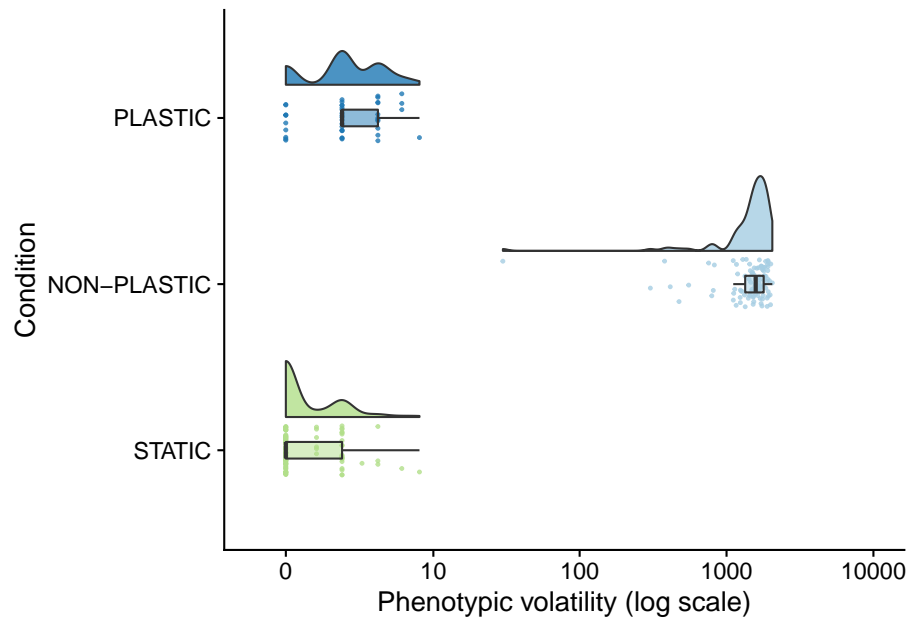 PLASTIC
NON−PLASTIC
STATIC
Condition
0 10 100 1000 10000
Phenotypic volatility (log scale)